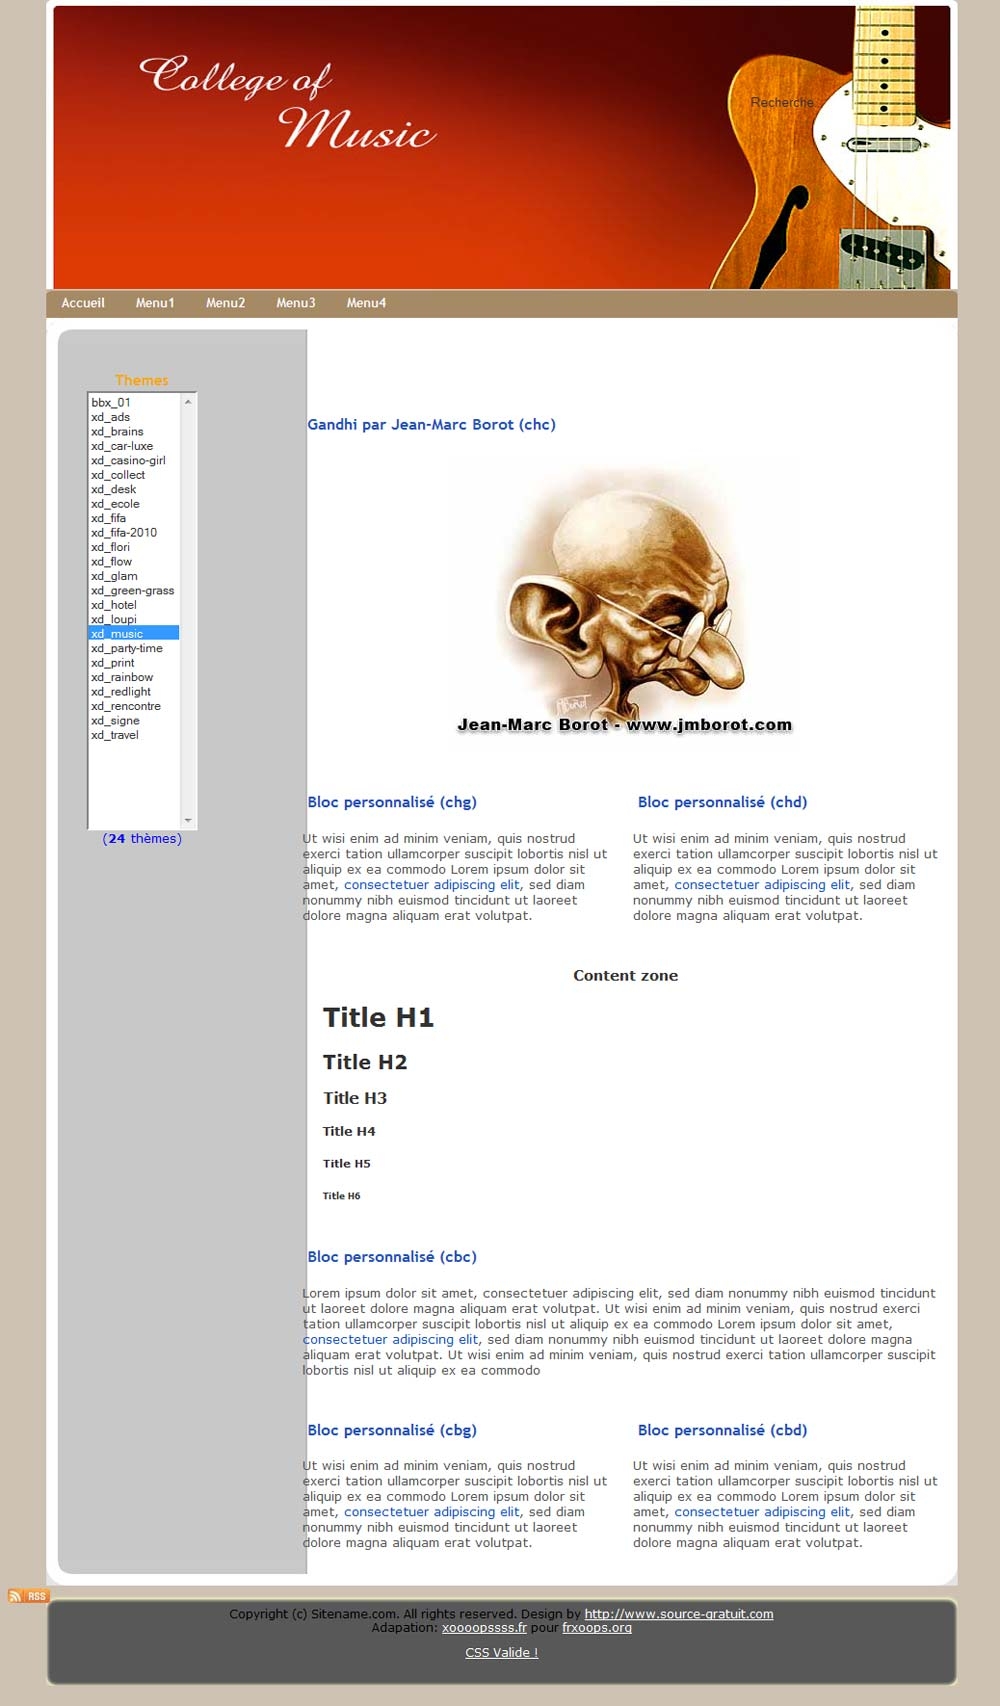 College of
Music
Recherche
Accueil Menu1 Menu2 Menu3 Menu4
Themes
bbx_01
xd_ads
xd_brains
xd_car-luxe
xd_casino-girl
xd_collect
xd_desk
xd_ecole
xd_fifa
xd_fifa-2010
xd_flori
xd_flow
xd_glam
xd_green-grass
xd_hotel
xd_loupi
xd_music
xd_party-time
xd_print
xd_rainbow
xd_redlight
xd_rencontre
xd_signe
xd_travel
(24 thèmes)
Gandhi par Jean-Marc Borot (chc)
Jean-Marc Borot - www.jmborot.com
Bloc personnalisé (chg)
Ut wisi enim ad minim veniam, quis nostrud
exerci tation ullamcorper suscipit lobortis nisl ut
aliquip ex ea commodo Lorem ipsum dolor sit
amet, consectetuer adipiscing elit, sed diam
nonummy nibh euismod tincidunt ut laoreet
dolore magna aliquam erat volutpat.
Bloc personnalisé (chd)
Ut wisi enim ad minim veniam, quis nostrud
exerci tation ullamcorper suscipit lobortis nisl ut
aliquip ex ea commodo Lorem ipsum dolor sit
amet, consectetuer adipiscing elit, sed diam
nonummy nibh euismod tincidunt ut laoreet
dolore magna aliquam erat volutpat.
Content zone
Title H1
Title H2
Title H3
Title H4
Title H5
Title H6
Bloc personnalisé (cbc)
Lorem ipsum dolor sit amet, consectetuer adipiscing elit, sed diam nonummy nibh euismod tincidunt
ut laoreet dolore magna aliquam erat volutpat. Ut wisi enim ad minim veniam, quis nostrud exerci
tation ullamcorper suscipit lobortis nisl ut aliquip ex ea commodo Lorem ipsum dolor sit amet,
consectetuer adipiscing elit, sed diam nonummy nibh euismod tincidunt ut laoreet dolore magna
aliquam erat volutpat. Ut wisi enim ad minim veniam, quis nostrud exerci tation ullamcorper suscipit
lobortis nisl ut aliquip ex ea commodo
Bloc personnalisé (cbg)
Ut wisi enim ad minim veniam, quis nostrud
exerci tation ullamcorper suscipit lobortis nisl ut
aliquip ex ea commodo Lorem ipsum dolor sit
amet, consectetuer adipiscing elit, sed diam
nonummy nibh euismod tincidunt ut laoreet
dolore magna aliquam erat volutpat.
Bloc personnalisé (cbd)
Ut wisi enim ad minim veniam, quis nostrud
exerci tation ullamcorper suscipit lobortis nisl ut
aliquip ex ea commodo Lorem ipsum dolor sit
amet, consectetuer adipiscing elit, sed diam
nonummy nibh euismod tincidunt ut laoreet
dolore magna aliquam erat volutpat.
RSS
Copyright (c) Sitename.com. All rights reserved. Design by http://www.source-gratuit.com
Adapation: xoooopssss.fr pour frxoops.org
CSS Valide !